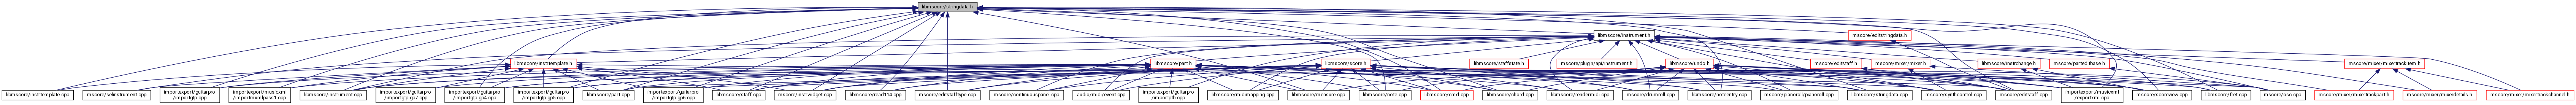 libmscore/stringdata.h
libmscore/instrument.h
mscore/editstringdata.h
libmscore/instrtemplate.h
libmscore/part.h
libmscore/score.h
libmscore/staffstate.h
mscore/plugin/api/instrument.h
libmscore/undo.h
mscore/editstaff.h
mscore/mixer/mixer.h
libmscore/instrchange.h
mscore/parteditbase.h
mscore/mixer/mixertrackitem.h
libmscore/instrtemplate.cpp
mscore/selinstrument.cpp
importexport/guitarpro
/importgtp.cpp
importexport/musicxml
/importmxmlpass1.cpp
libmscore/instrument.cpp
importexport/guitarpro
/importgtp-gp7.cpp
importexport/guitarpro
/importgtp-gp4.cpp
importexport/guitarpro
/importgtp-gp5.cpp
libmscore/part.cpp
importexport/guitarpro
/importgtp-gp6.cpp
libmscore/staff.cpp
mscore/instrwidget.cpp
libmscore/read114.cpp
mscore/editstafftype.cpp
mscore/continuouspanel.cpp
audio/midi/event.cpp
importexport/guitarpro
/importptb.cpp
libmscore/midimapping.cpp
libmscore/measure.cpp
libmscore/note.cpp
libmscore/cmd.cpp
libmscore/chord.cpp
libmscore/rendermidi.cpp
mscore/drumroll.cpp
libmscore/noteentry.cpp
mscore/pianoroll/pianoroll.cpp
libmscore/stringdata.cpp
mscore/synthcontrol.cpp
mscore/editstaff.cpp
importexport/musicxml
/exportxml.cpp
mscore/scoreview.cpp
libmscore/fret.cpp
mscore/osc.cpp
mscore/mixer/mixertrackpart.h
mscore/mixer/mixerdetails.h
mscore/mixer/mixertrackchannel.h